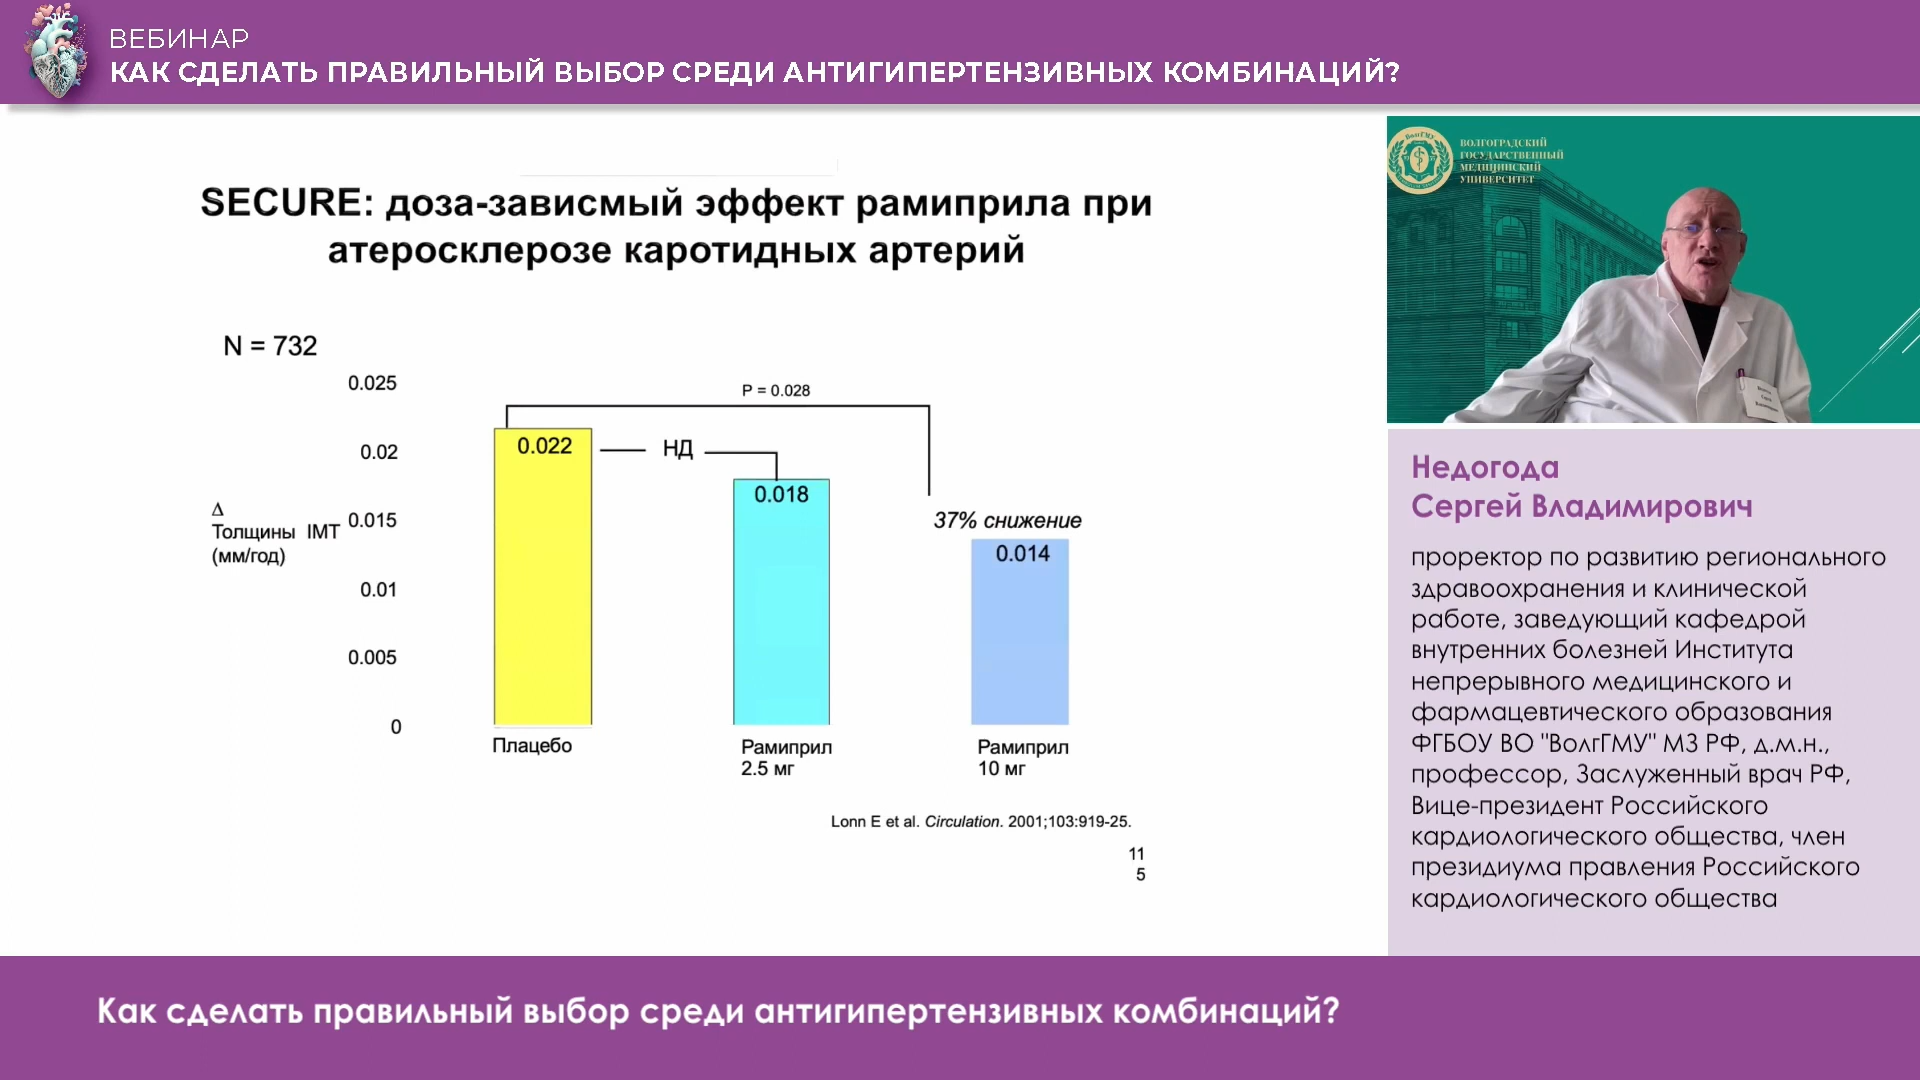 ВЕБИНАР
КАК СДЕЛАТЬ ПРАВИЛЬНЫЙ ВЫБОР СРЕДИ АНТИГИПЕРТЕНЗИВНЫХ КОМБИНАЦИЙ?
SECURE: доза-зависмый эффект рамиприла при
атеросклерозе каротидных артерий
N = 732
0.025
0.02
0.015
0.01
0.005
0
Δ
Толщины IMT
(мм/год)
P = 0.028
НД
0.022
0.018
37% снижение
0.014
Плацебо
Рамиприл
2.5 мг
Рамиприл
10 мг
Lonn E et al. Circulation. 2001;103:919-25.
11
5
ВОЛГОГРАДСКИЙ
ГОСУДАРСТВЕННЫЙ
МЕДИЦИНСКИЙ
УНИВЕРСИТЕТ
Недогода
Сергей Владимирович
проректор по развитию регионального
здравоохранения и клинической
работе, заведующий кафедрой
внутренних болезней Института
непрерывного медицинского и
фармацевтического образования
ФГБОУ ВО "ВолгГМУ" МЗ РФ, д.м.н.,
профессор, Заслуженный врач РФ,
Вице-президент Российского
кардиологического общества, член
президиума правления Российского
кардиологического общества
Как сделать правильный выбор среди антигипертензивных комбинаций?